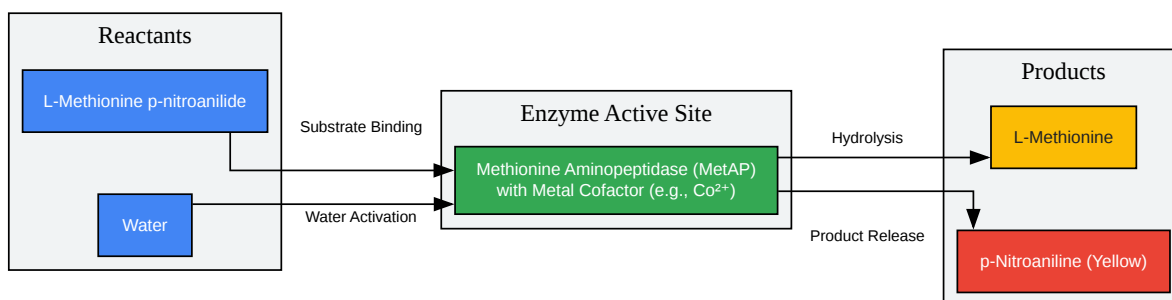 Reactants
L-Methionine p-nitroanilide
Water
Substrate Binding
Water Activation
Enzyme Active Site
Methionine Aminopeptidase (MetAP)
with Metal Cofactor (e.g., Co²⁺)
Hydrolysis
Product Release
Products
L-Methionine
p-Nitroaniline (Yellow)